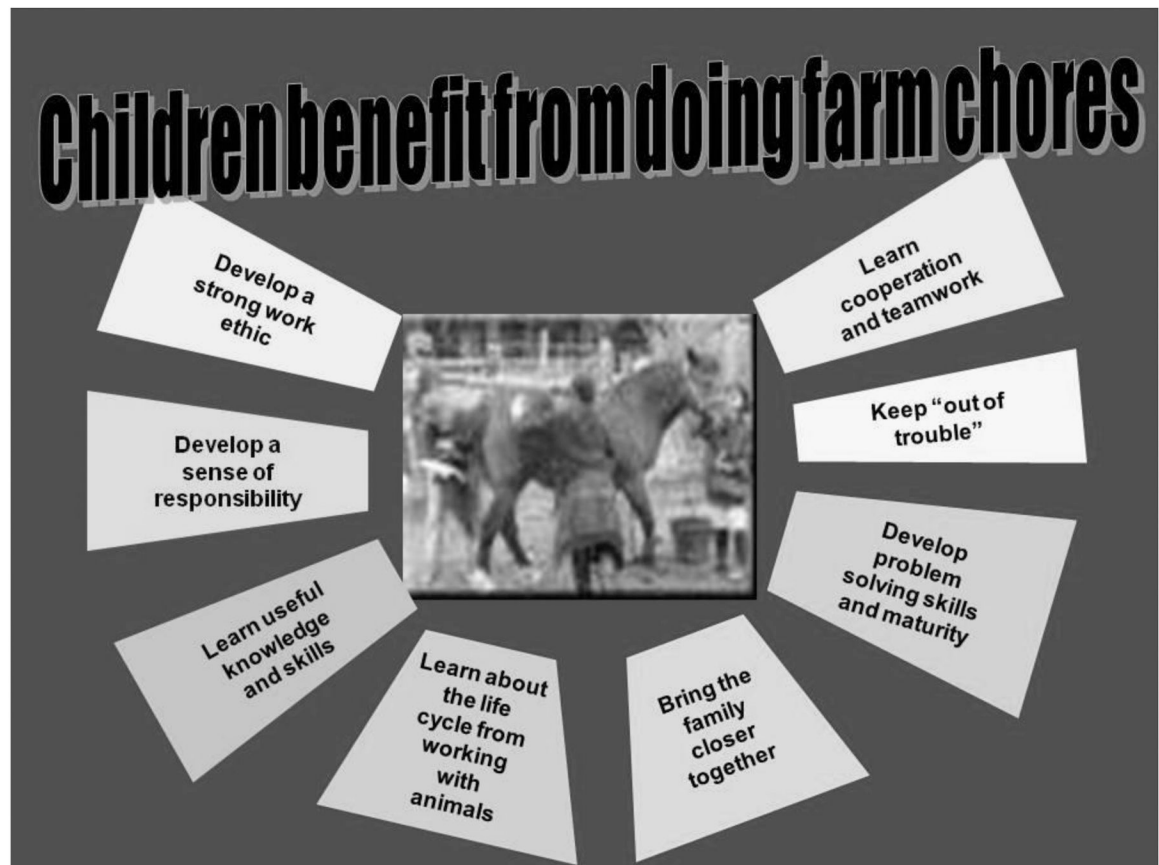 Children benefit from doing farm chores
Develop a
strong work
ethic
Develop a
sense of
responsibility
Learn useful
knowledge
and skills
Learn about
the life
cycle from
working
with
animals
Bring the
family
closer
together
Develop
problem
solving skills
and maturity
Keep “out of
trouble”
Learn
cooperation
and teamwork